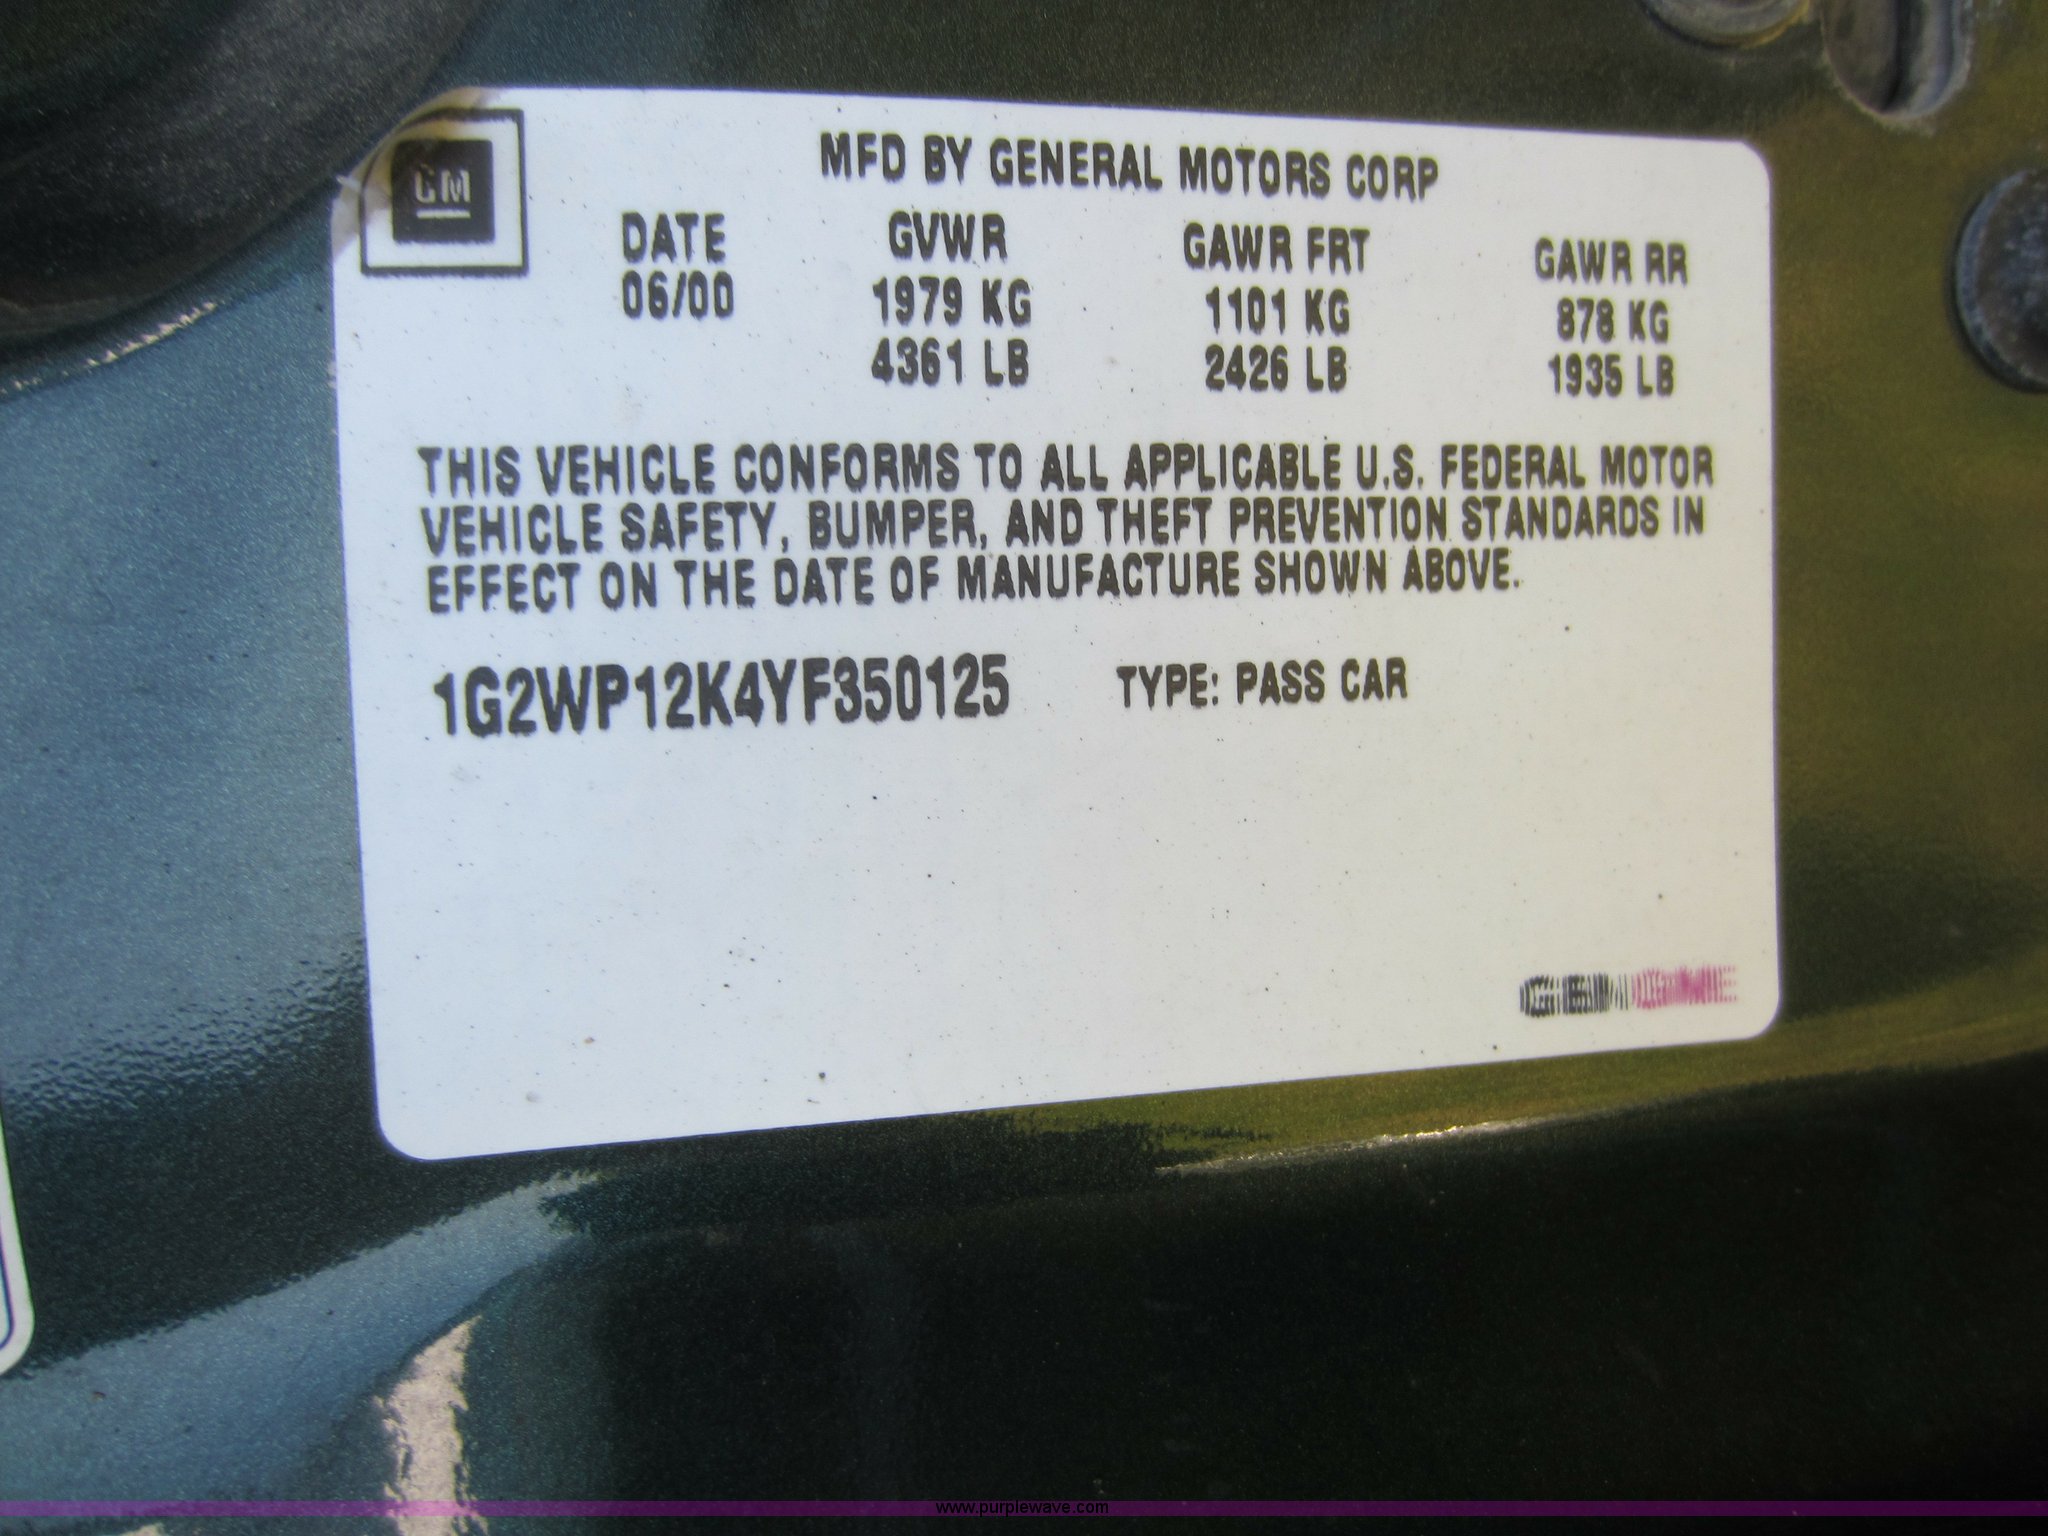 GM
MFD BY GENERAL MOTORS CORP
DATE GVWR GAWR FRT GAWR RR
06/00 1979 KG 1101 KG 878 KG
4361 LB 2426 LB 1935 LB
THIS VEHICLE CONFORMS TO ALL APPLICABLE U.S. FEDERAL MOTOR
VEHICLE SAFETY, BUMPER, AND THEFT PREVENTION STANDARDS IN
EFFECT ON THE DATE OF MANUFACTURE SHOWN ABOVE.
1G2WP12K4YF350125 TYPE: PASS CAR
www.purplewave.com